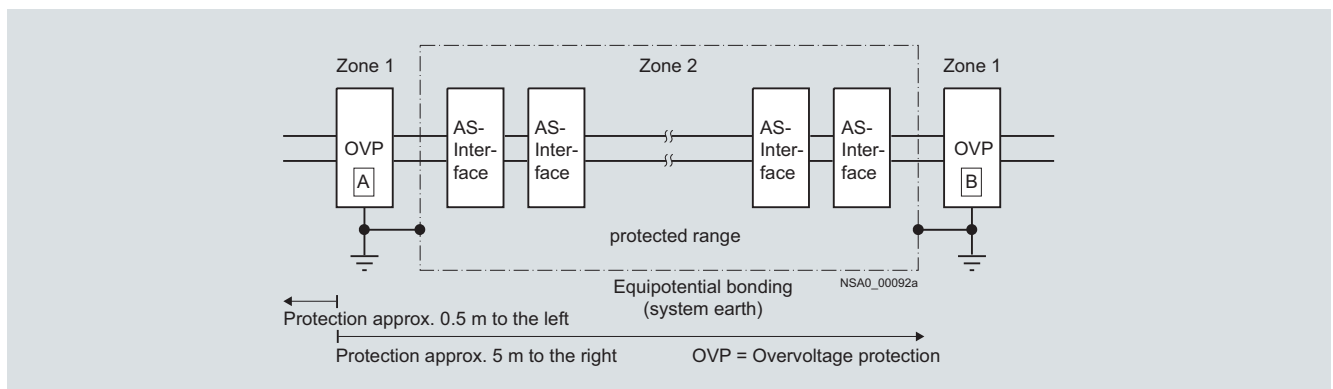 Zone 1
Zone 2
Zone 1
OVP
A
AS-
Inter-
face
AS-
Inter-
face
AS-
Inter-
face
AS-
Inter-
face
OVP
B
protected range
Equipotential bonding
(system earth)
NSA0_00092a
Protection approx. 0.5 m to the left
Protection approx. 5 m to the right
OVP = Overvoltage protection